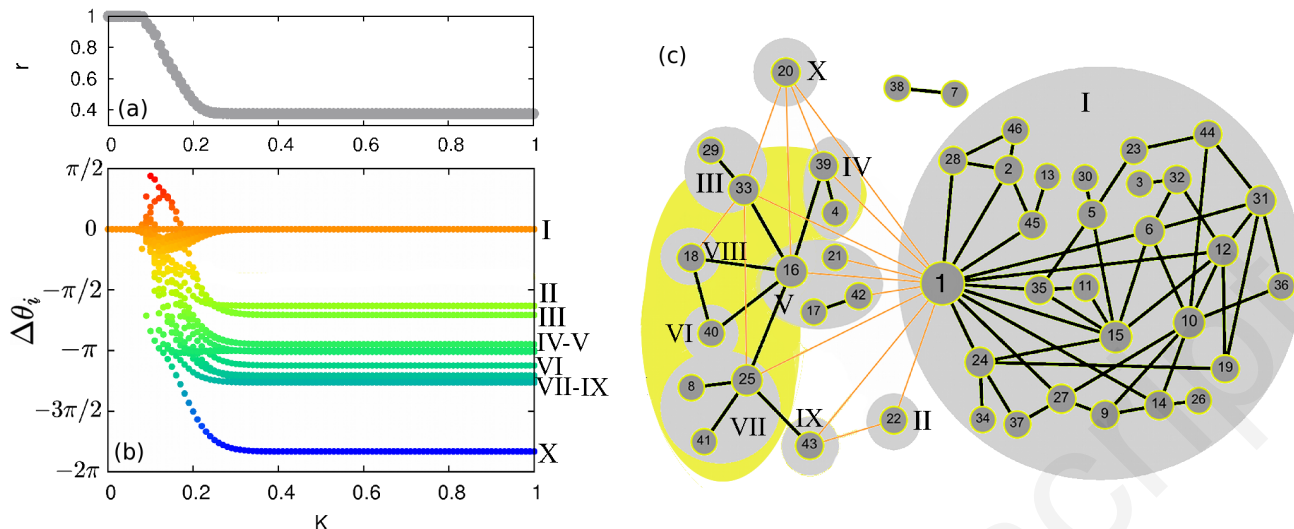 (a)
r
1
0.8
0.6
0.4
0 0.2 0.4 0.6 0.8 1
(b)
Δθi
π/2
0
−π/2
−π
−3π/2
−2π
I
II
III
IV-V
VI
VII-IX
X
0 0.2 0.4 0.6 0.8 1
K
(c)
20 X
38 7
I
29
33 III
39 IV
4
18 VIII
16 V
21
42
17
VI 40
25 VII
8
41
IX 43
22 II
1
46
28
2
13
45
30
5
23
3
32
44
31
6
12
35
11
15
10
36
24
19
34
37
27
9
14
26